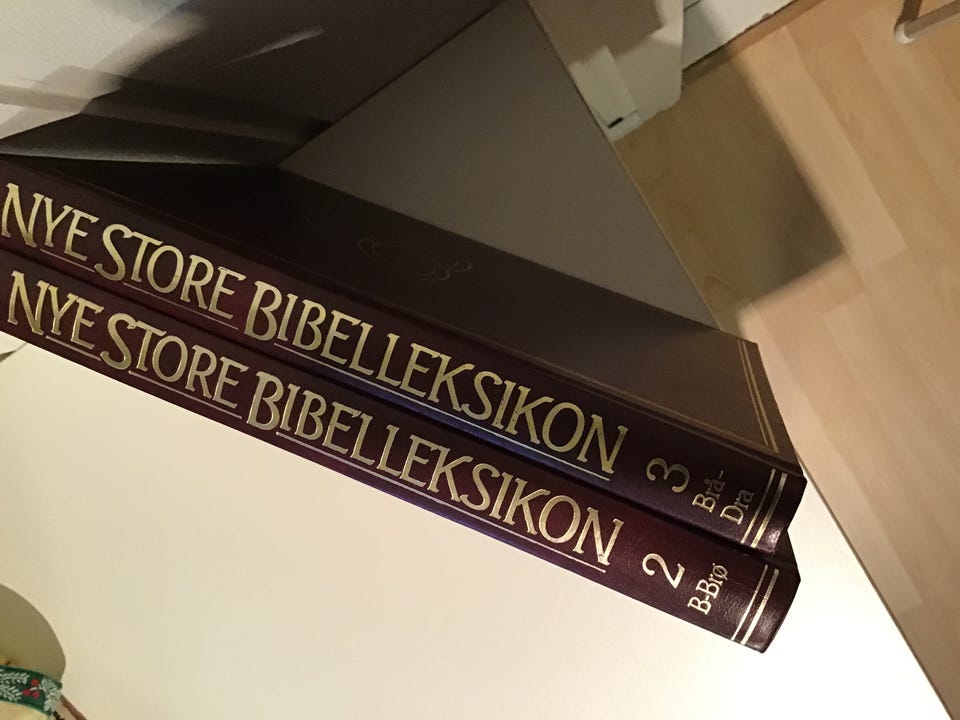 NYE STORE BIBELLEKSIKON
3
Brå-
Dra
NYE STORE BIBELLEKSIKON
2
B-Brø